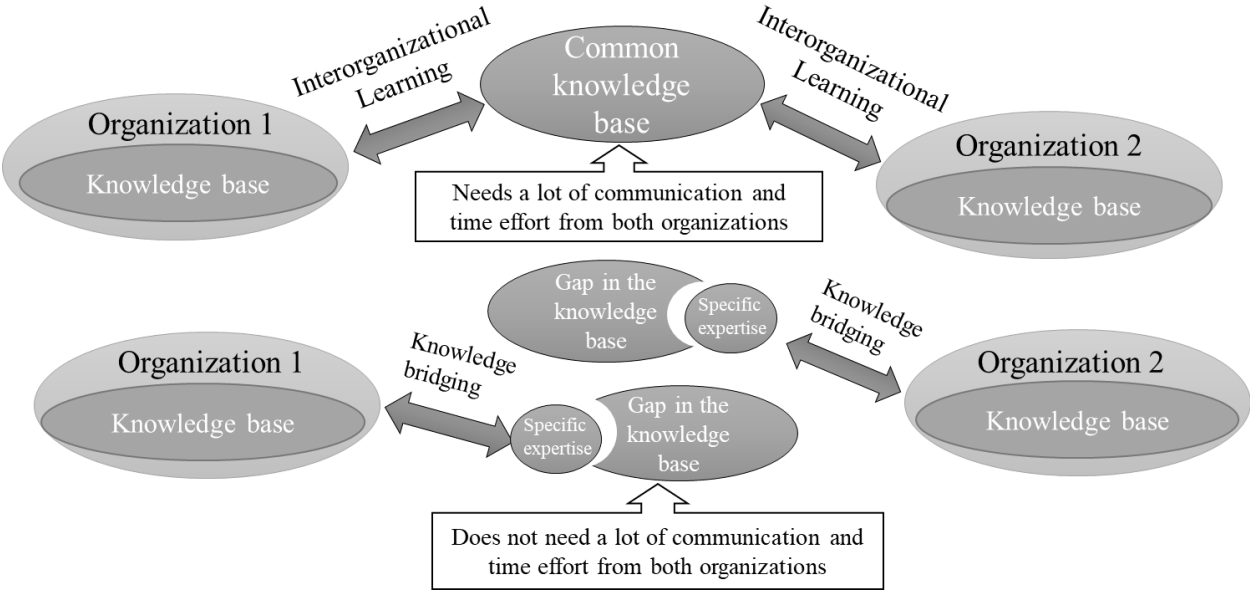 Interorganizational
Learning
Common
knowledge
base
Interorganizational
Learning
Organization 1
Knowledge base
Organization 2
Knowledge base
Needs a lot of communication and
time effort from both organizations
Gap in the
knowledge
base
Specific
expertise
Knowledge
bridging
Organization 1
Knowledge base
Knowledge
bridging
Organization 2
Knowledge base
Specific
expertise
Gap in the
knowledge
base
Does not need a lot of communication and
time effort from both organizations